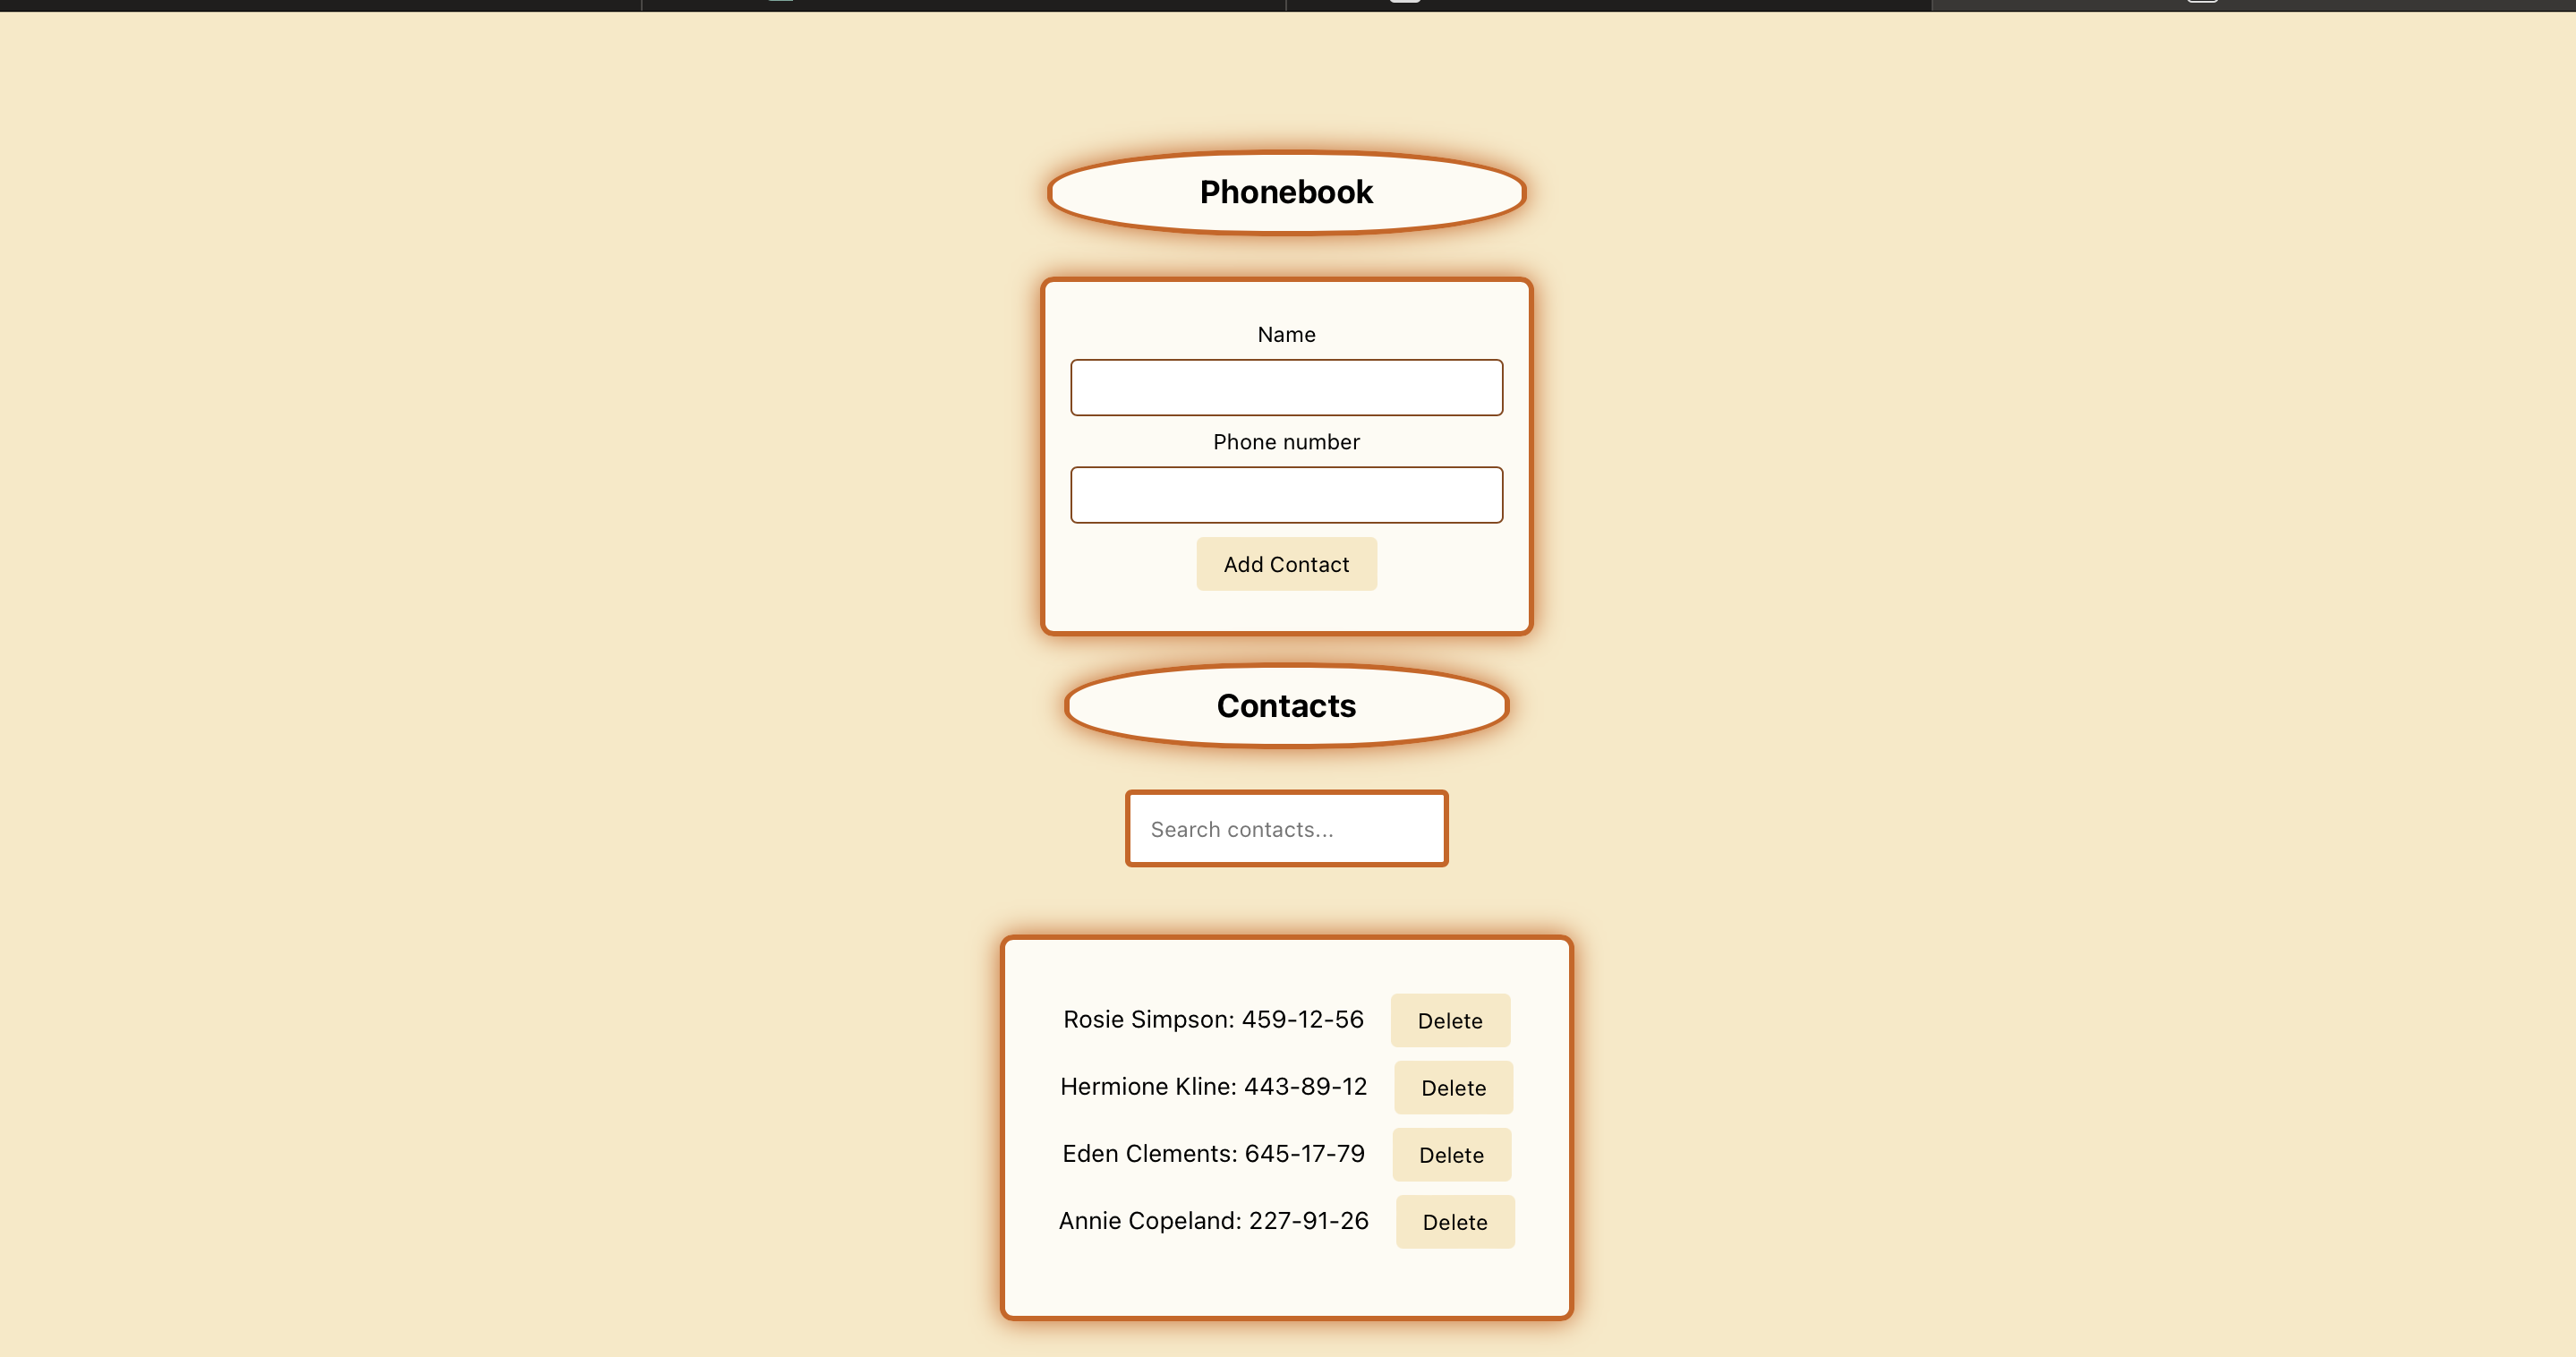 Phonebook
Name
Phone number
Add Contact
Contacts
Search contacts...
Rosie Simpson: 459-12-56 Delete
Hermione Kline: 443-89-12 Delete
Eden Clements: 645-17-79 Delete
Annie Copeland: 227-91-26 Delete